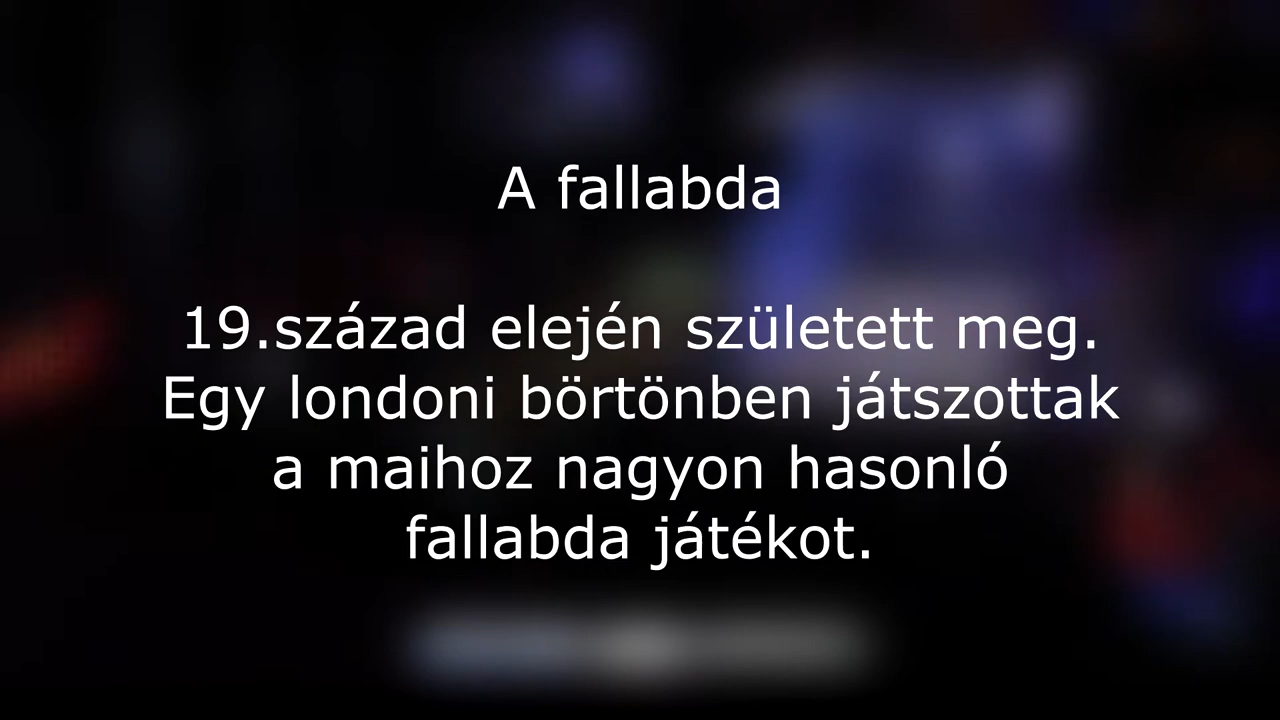 A fallabda
19.század elején született meg.
Egy londoni börtönben játszottak
a maihoz nagyon hasonló
fallabda játékot.